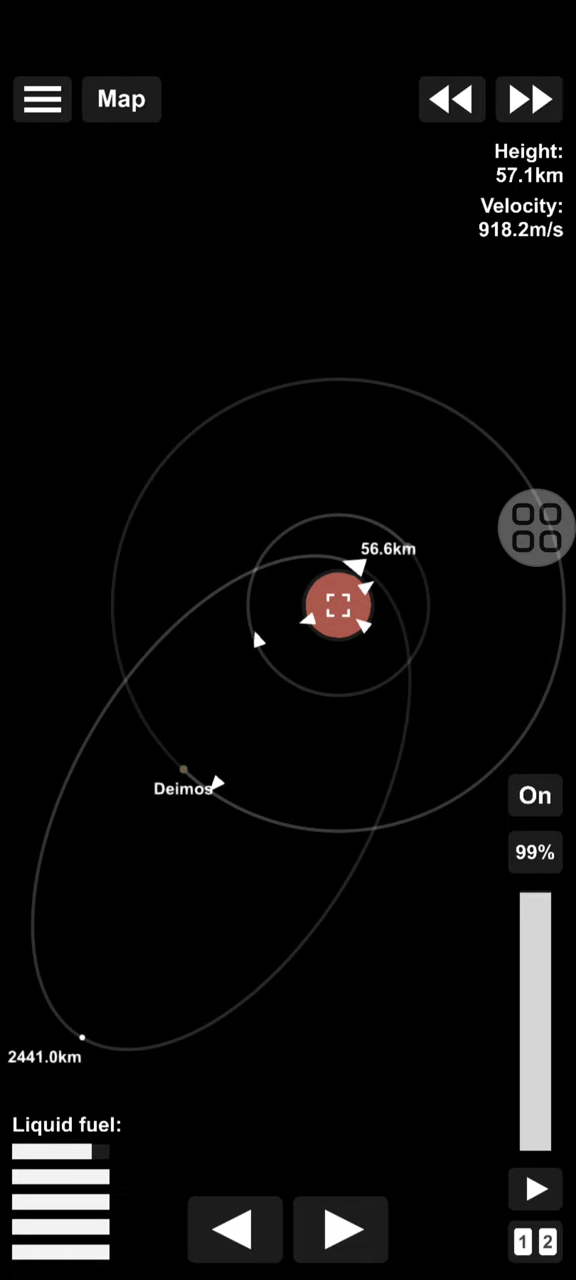 Map
Height:
57.1km
Velocity:
918.2m/s
56.6km
Deimos
On
99%
2441.0km
Liquid fuel:
1 2